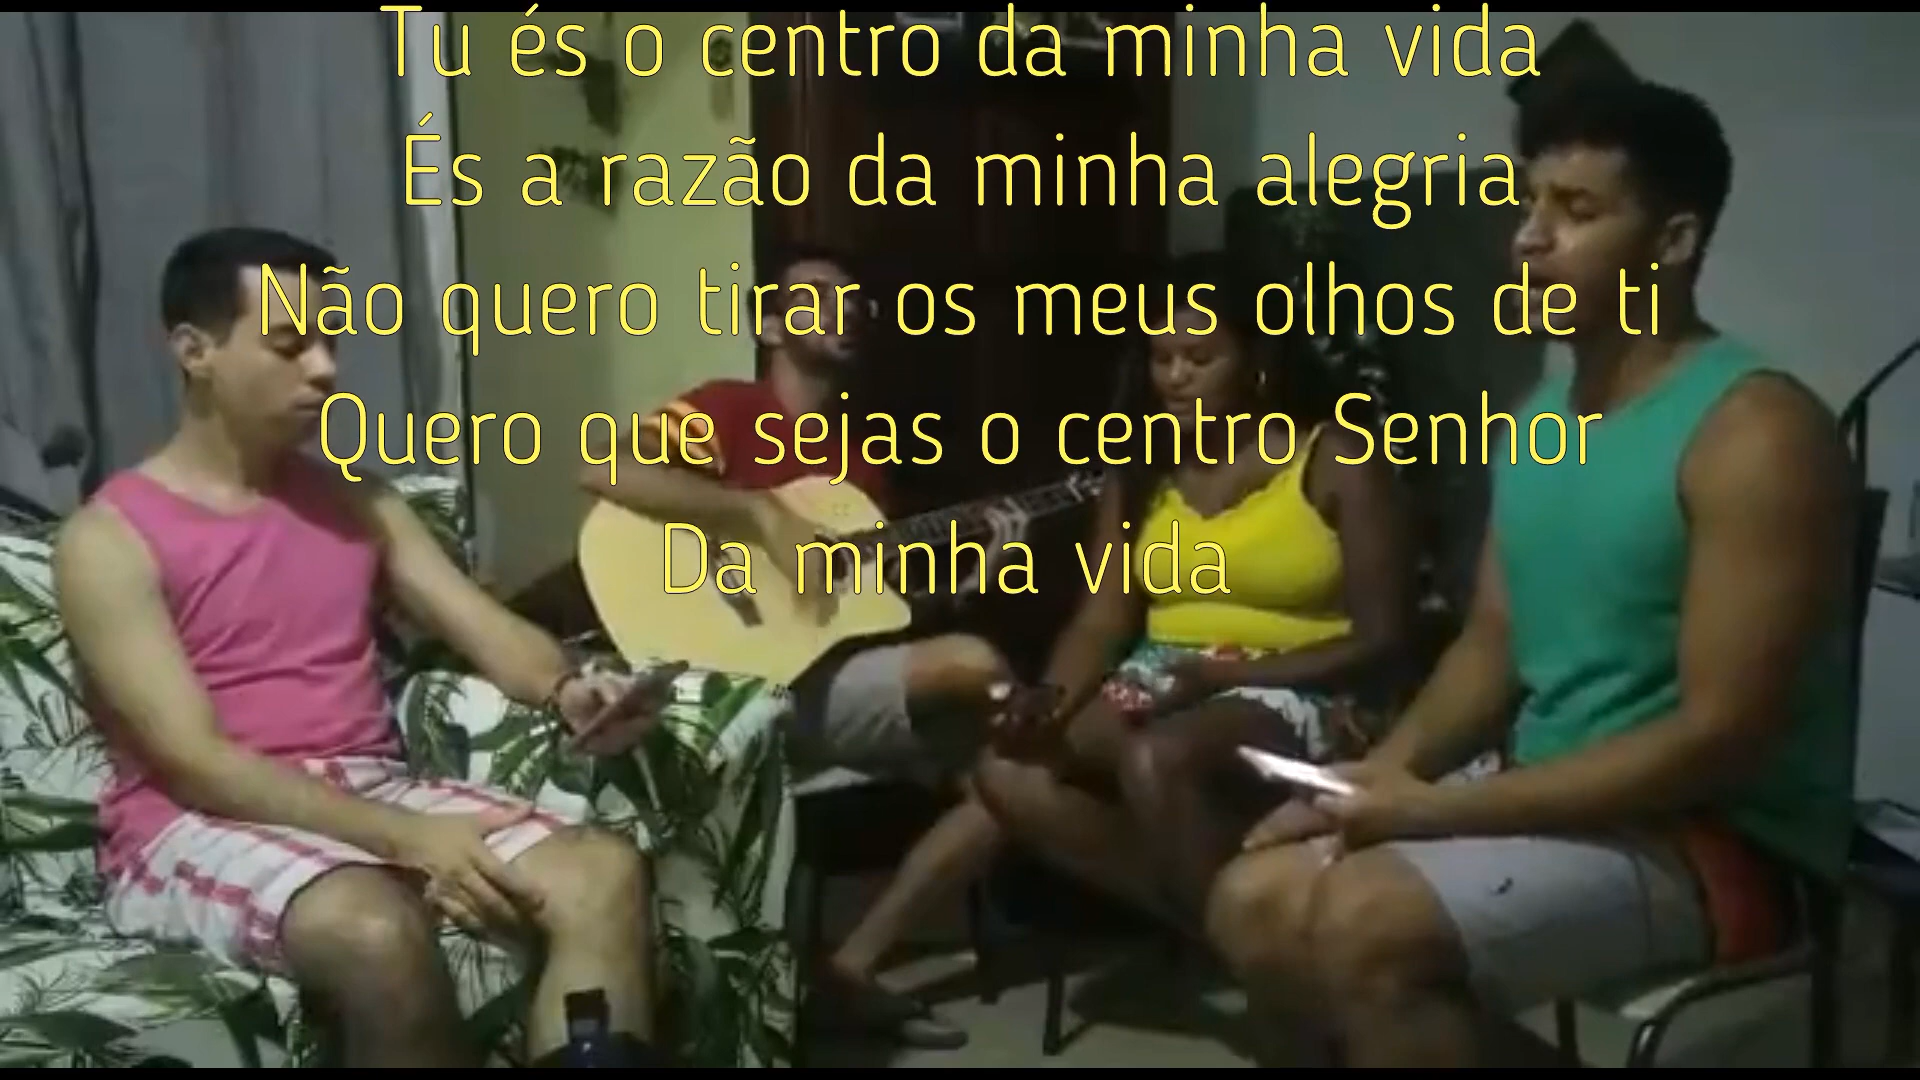 Tu és o centro da minha vida
És a razão da minha alegria
Não quero tirar os meus olhos de ti
Quero que sejas o centro Senhor
Da minha vida